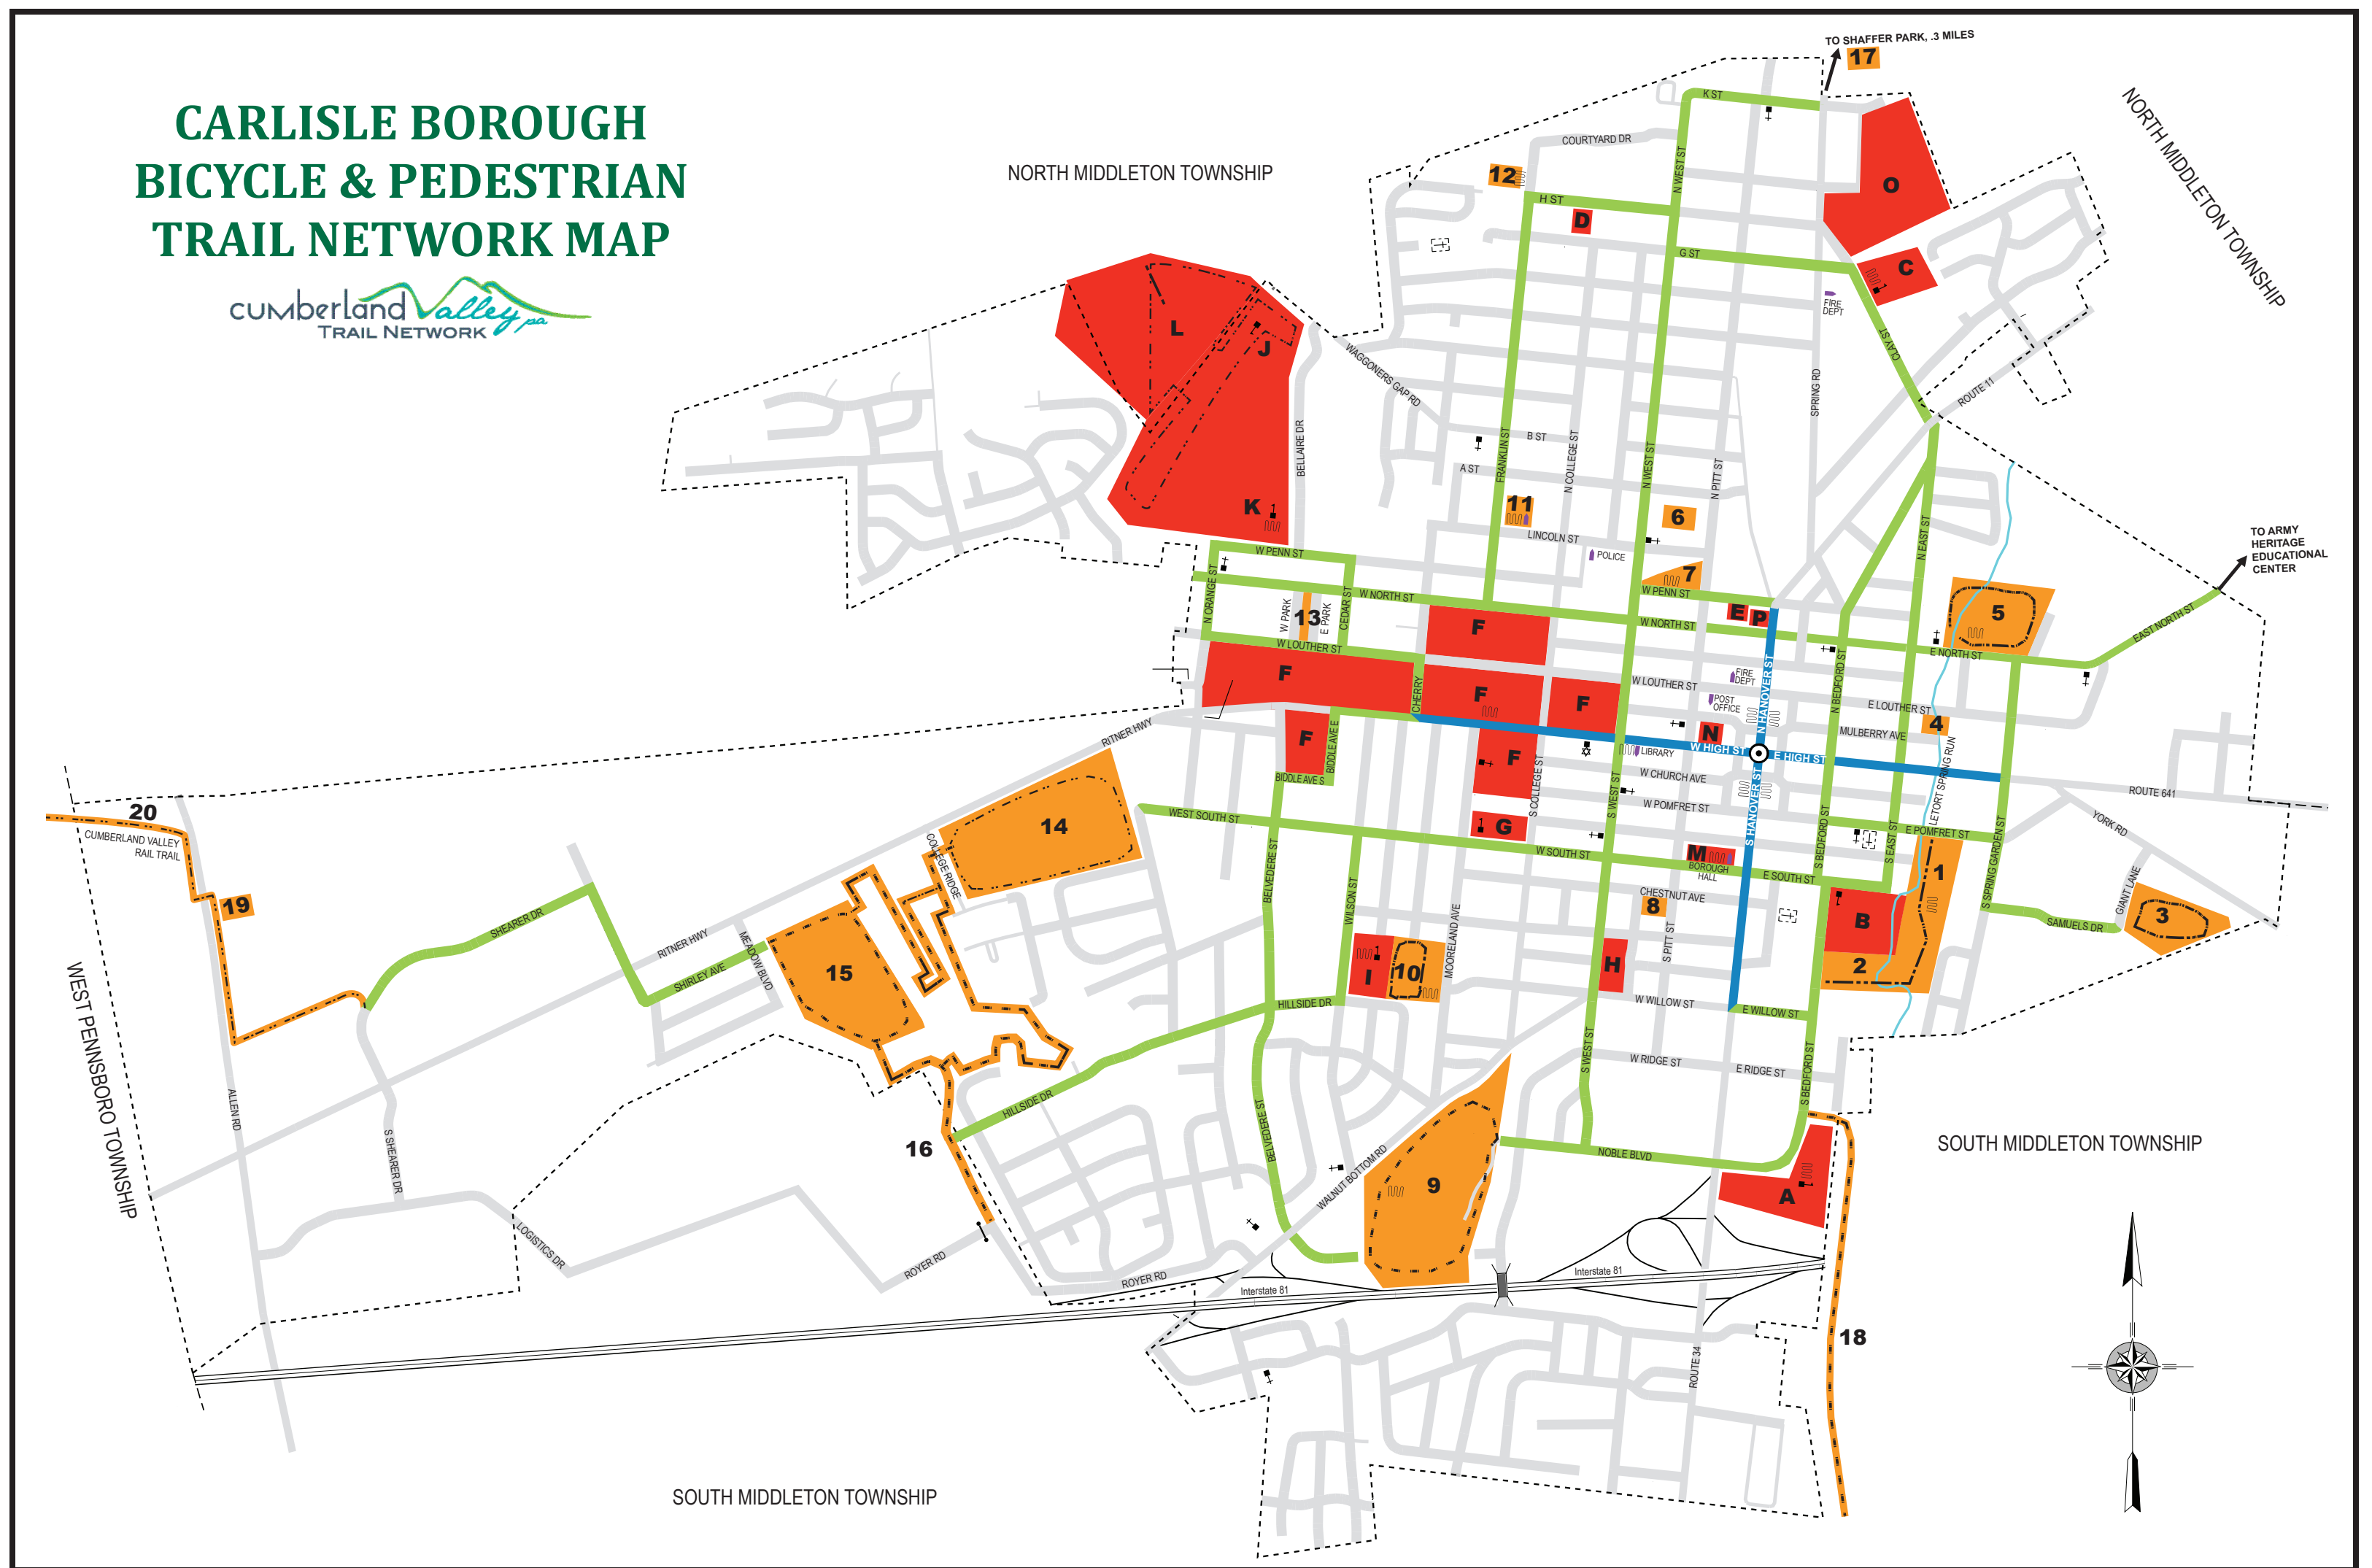 CARLISLE BOROUGH
BICYCLE & PEDESTRIAN
TRAIL NETWORK MAP
cumberland Valley pa
TRAIL NETWORK
TO SHAFFER PARK, .3 MILES
17
NORTH MIDDLETON TOWNSHIP
NORTH MIDDLETON TOWNSHIP
K ST
COURTYARD DR
N WEST ST
12
H ST
D
O
G ST
C
FIRE
DEPT
CLAY ST
L
J
K
WAGGONERS GAP RD
BELLAIRE DR
SPRING RD
ROUTE 11
B ST
A ST
FRANKLIN ST
N COLLEGE ST
N WEST ST
N PITT ST
11
6
LINCOLN ST
POLICE
7
W PENN ST
W PENN ST
N EAST ST
TO ARMY
HERITAGE
EDUCATIONAL
CENTER
5
N ORANGE ST
W PARK
13
E PARK
CEDAR ST
W NORTH ST
W NORTH ST
E
P
E NORTH ST
EAST NORTH ST
W LOUTHER ST
F
F
F
F
F
F
CHERRY
W LOUTHER ST
FIRE
DEPT
POST
OFFICE
N HANOVER ST
N BEDFORD ST
E LOUTHER ST
4
MULBERRY AVE
N
LIBRARY
W HIGH ST
E HIGH ST
LETORT SPRING RUN
ROUTE 641
RITNER HWY
BIDDLE AVE E
BIDDLE AVE S
W CHURCH AVE
W POMFRET ST
S COLLEGE ST
S WEST ST
S HANOVER ST
S BEDFORD ST
S EAST ST
E POMFRET ST
S SPRING GARDEN ST
YORK RD
GIANT LANE
20
CUMBERLAND VALLEY
RAIL TRAIL
14
WEST SOUTH ST
G
W SOUTH ST
M
BOROUGH
HALL
E SOUTH ST
1
COLLEGE RIDGE
BELVEDERE ST
WILSON ST
MOORELAND AVE
CHESTNUT AVE
8
S PITT ST
B
2
3
SAMUELS DR
19
SHEARER DR
RITNER HWY
MEADOW BLVD
SHIRLEY AVE
15
I
10
H
HILLSIDE DR
W WILLOW ST
E WILLOW ST
WEST PENNSBORO TOWNSHIP
ALLEN RD
S SHEARER DR
HILLSIDE DR
16
BELVEDERE ST
S WEST ST
W RIDGE ST
E RIDGE ST
S BEDFORD ST
SOUTH MIDDLETON TOWNSHIP
NOBLE BLVD
WALNUT BOTTOM RD
9
A
LOGISTICS DR
ROYER RD
ROYER RD
Interstate 81
Interstate 81
18
ROUTE 34
SOUTH MIDDLETON TOWNSHIP